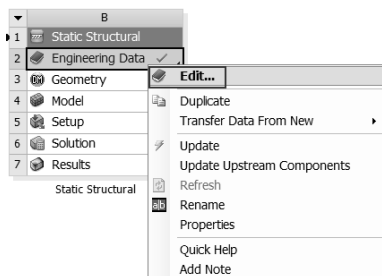 B
1 Static Structural
2 Engineering Data
3 Geometry
4 Model
5 Setup
6 Solution
7 Results
Static Structural
Edit...
Duplicate
Transfer Data From New
Update
Update Upstream Components
Refresh
ab Rename
Properties
Quick Help
Add Note